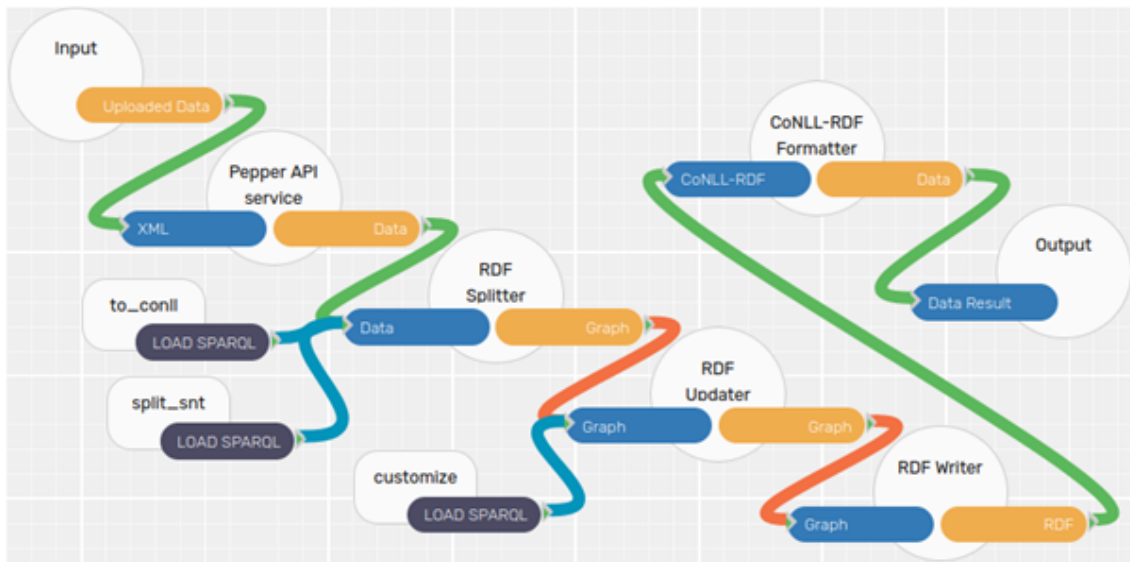 Input
Uploaded Data
Pepper API
service
XML
Data
to_conll
LOAD SPARQL
split_snt
LOAD SPARQL
RDF
Splitter
Data
Graph
customize
LOAD SPARQL
RDF
Updater
Graph
Graph
RDF Writer
Graph
RDF
CoNLL-RDF
Formatter
CoNLL-RDF
Data
Output
Data Result